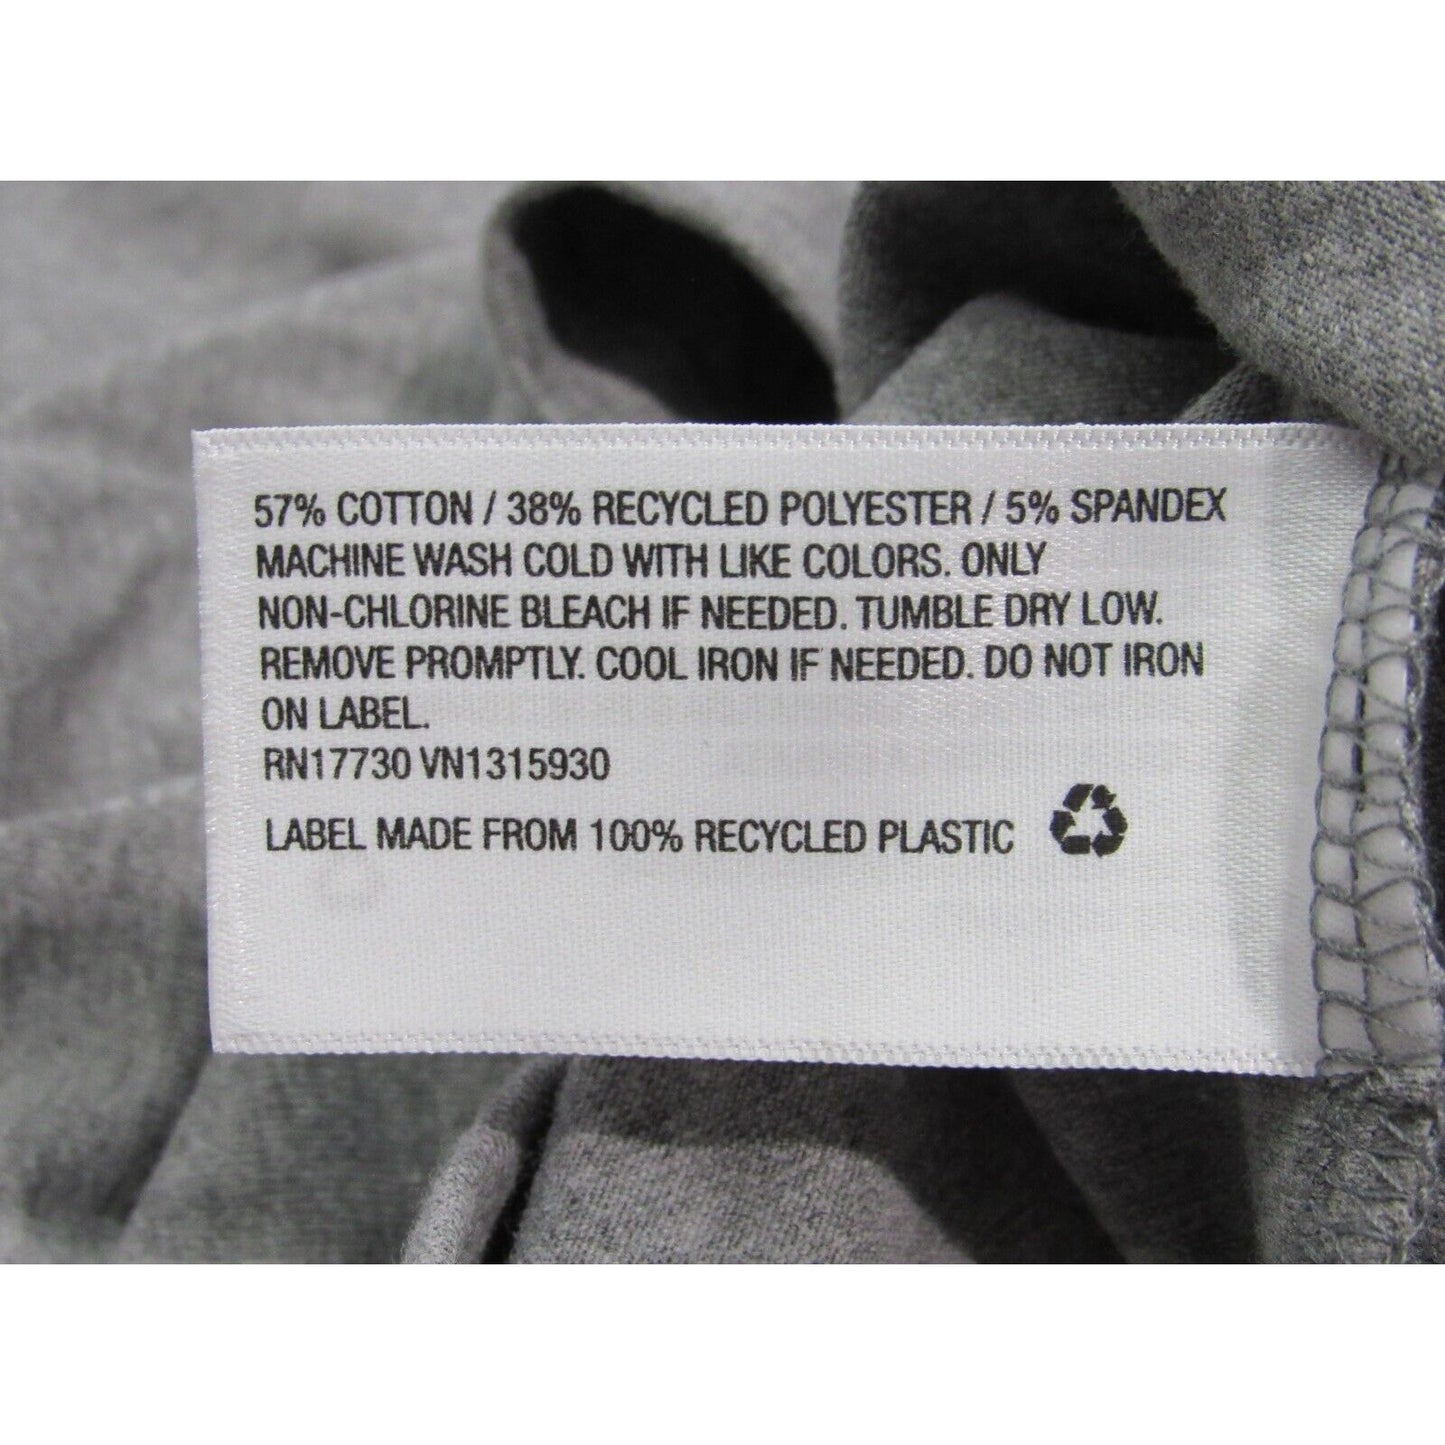 57% COTTON / 38% RECYCLED POLYESTER / 5% SPANDEX
MACHINE WASH COLD WITH LIKE COLORS. ONLY
NON-CHLORINE BLEACH IF NEEDED. TUMBLE DRY LOW.
REMOVE PROMPTLY. COOL IRON IF NEEDED. DO NOT IRON
ON LABEL.
RN17730 VN1315930
LABEL MADE FROM 100% RECYCLED PLASTIC